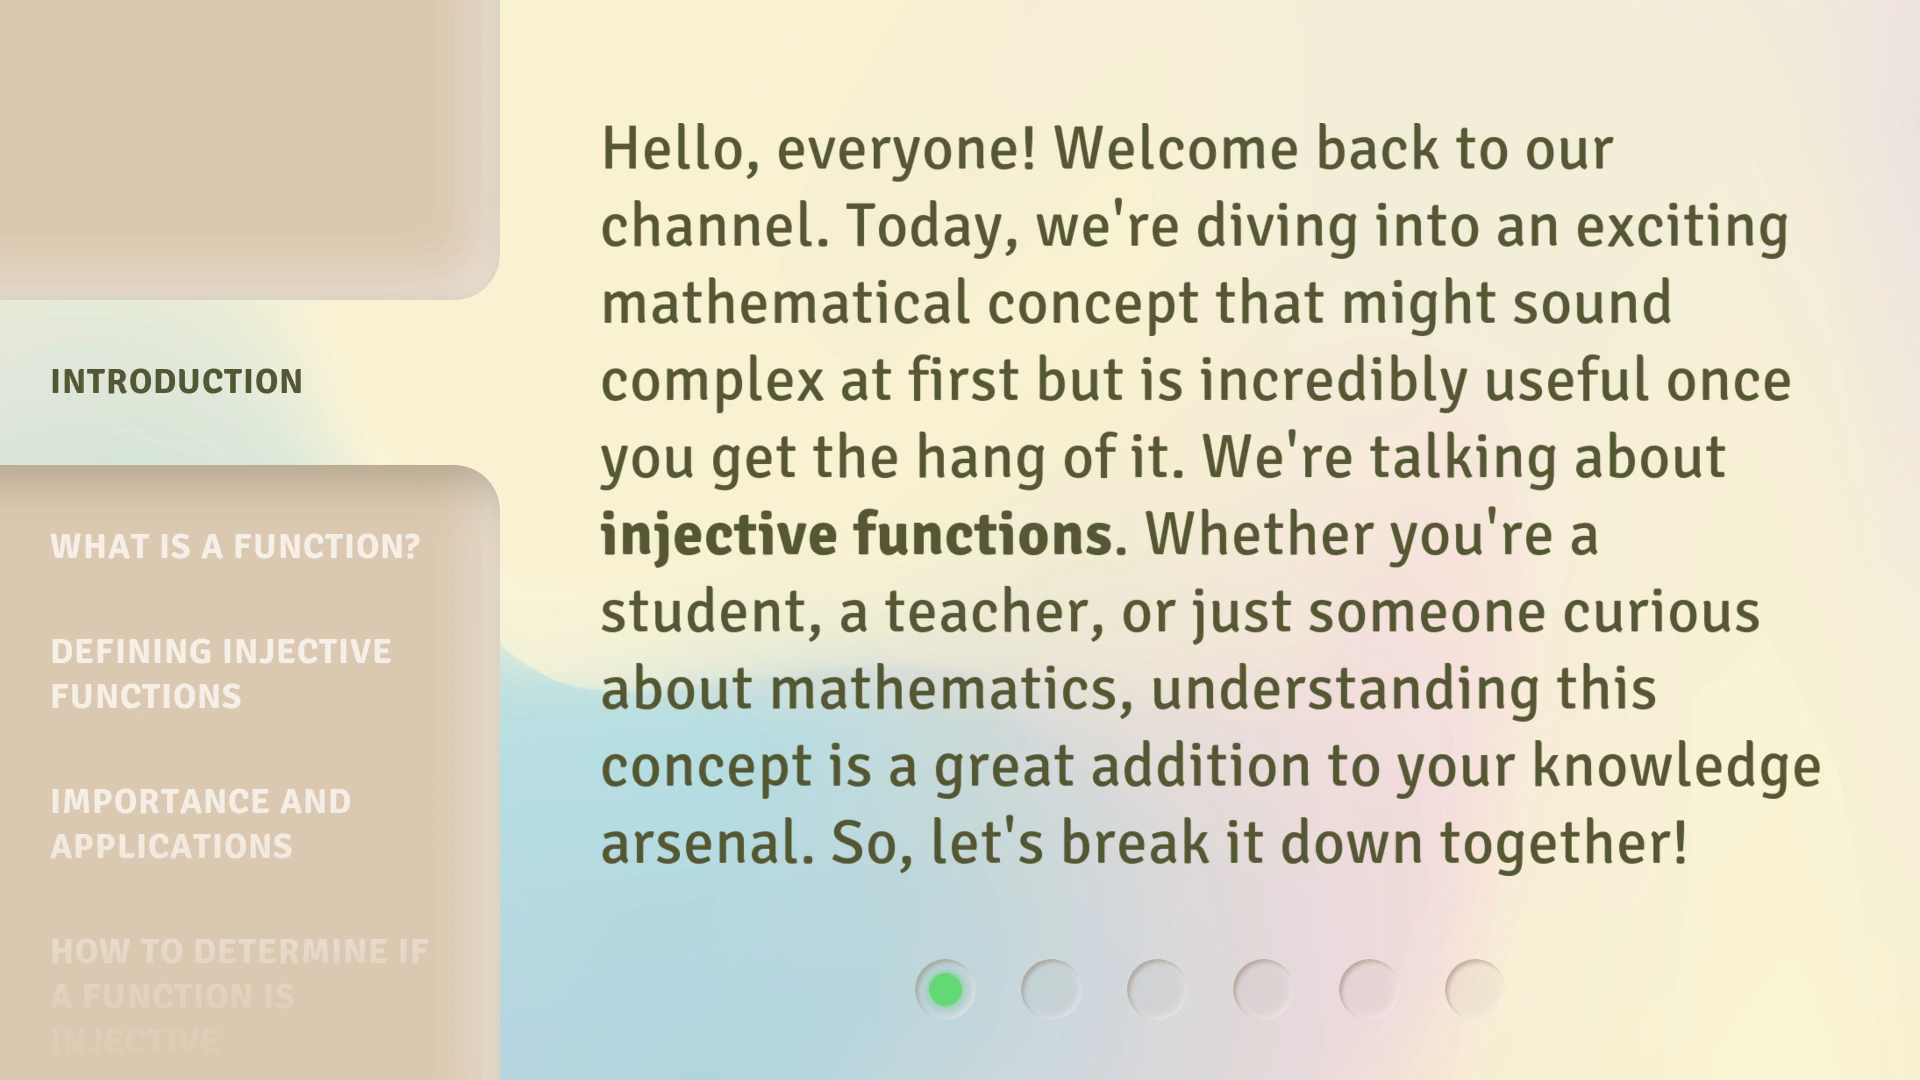 INTRODUCTION
WHAT IS A FUNCTION?
DEFINING INJECTIVE
FUNCTIONS
IMPORTANCE AND
APPLICATIONS
HOW TO DETERMINE IF
A FUNCTION IS
INJECTIVE
Hello, everyone! Welcome back to our
channel. Today, we're diving into an exciting
mathematical concept that might sound
complex at first but is incredibly useful once
you get the hang of it. We're talking about
injective functions. Whether you're a
student, a teacher, or just someone curious
about mathematics, understanding this
concept is a great addition to your knowledge
arsenal. So, let's break it down together!